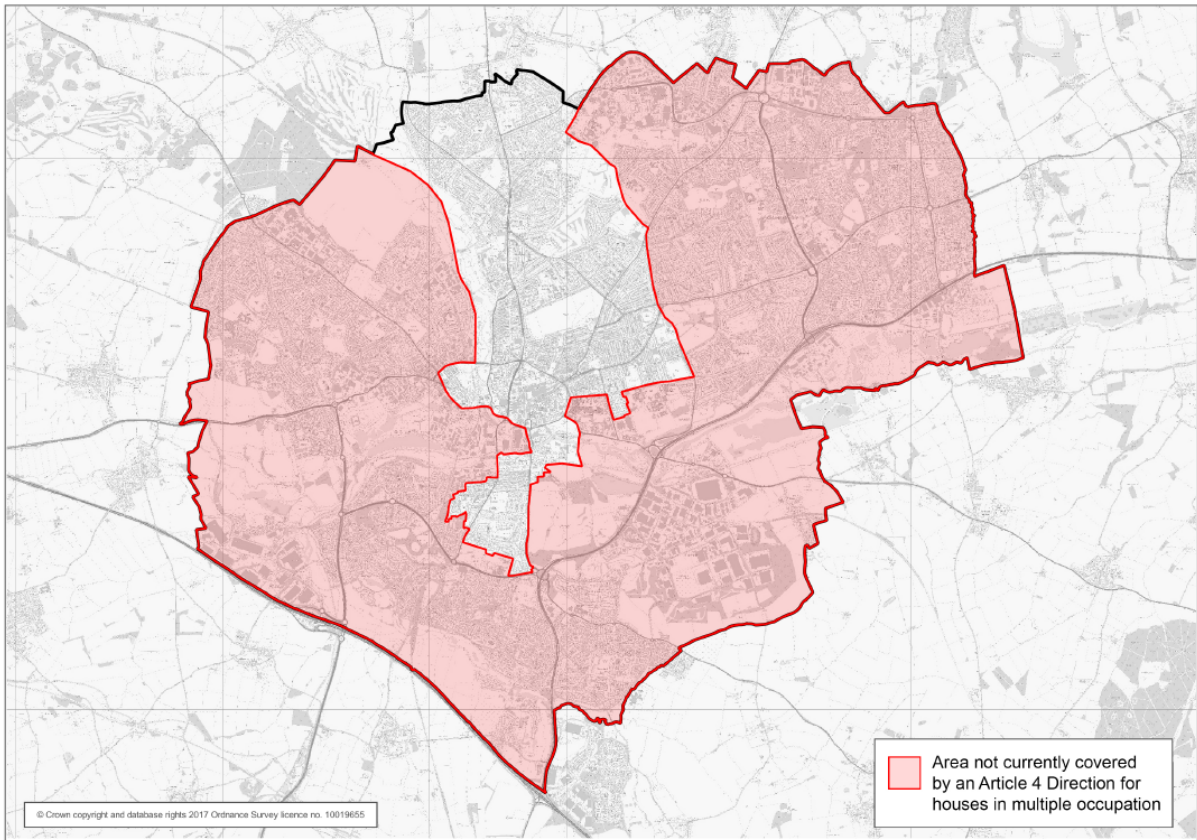 Area not currently covered
by an Article 4 Direction for
houses in multiple occupation
© Crown copyright and database rights 2017 Ordnance Survey licence no. 10019655